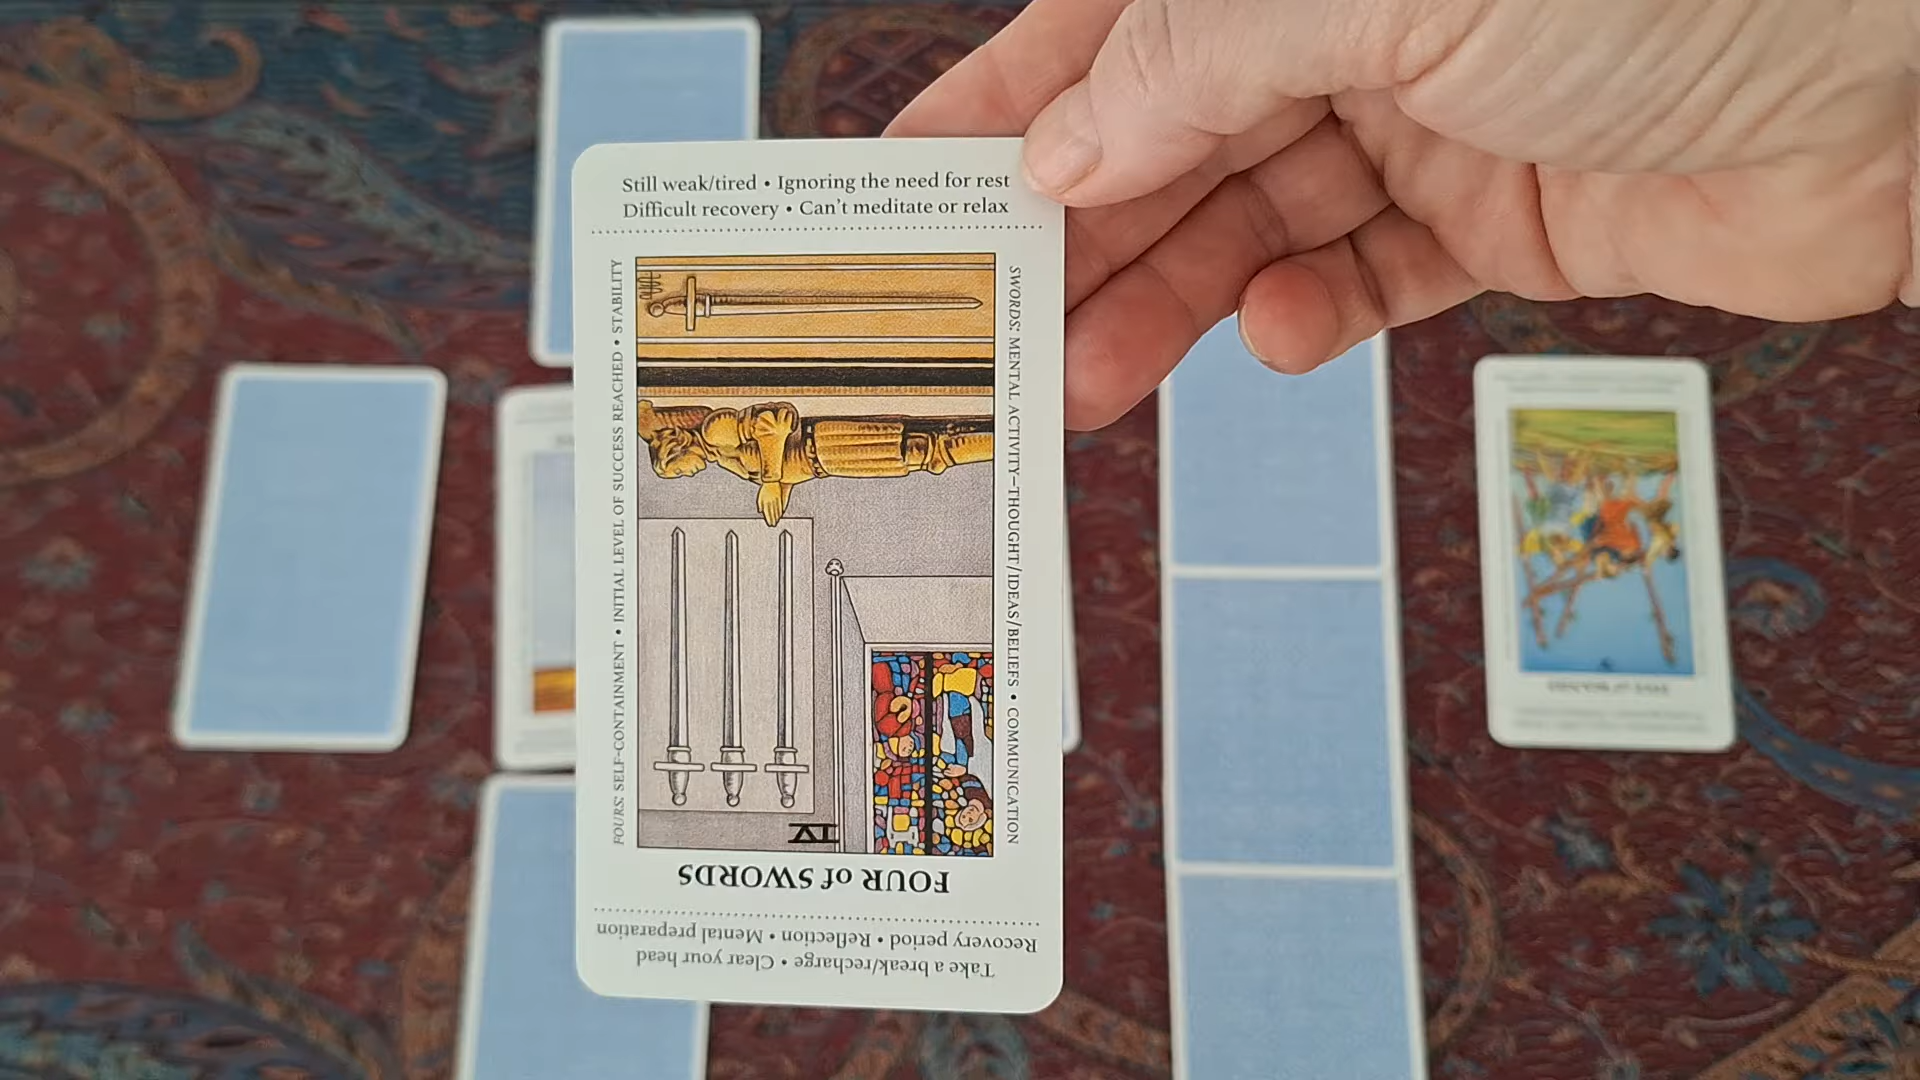 Still weak/tired • Ignoring the need for rest
Difficult recovery • Can't meditate or relax
FOURS: SELF-CONTAINMENT • INITIAL LEVEL OF SUCCESS REACHED • STABILITY
SWORDS: MENTAL ACTIVITY—THOUGHT/IDEAS/BELIEFS • COMMUNICATION
IV
FOUR of SWORDS
Take a break/recharge • Clear your head
Recovery period • Reflection • Mental preparation